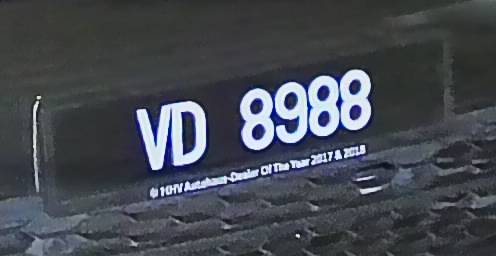 VD 8988
Autohaus-Dealer Of The Year 2017 & 2018